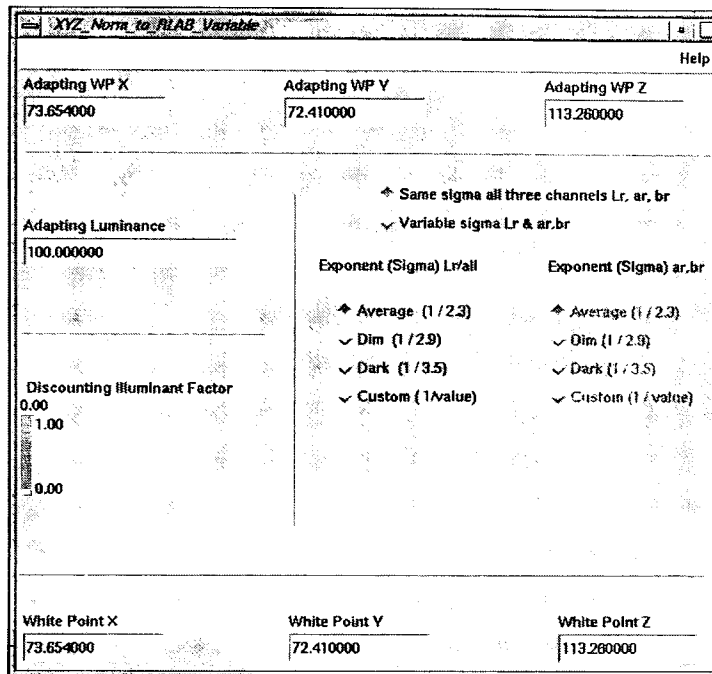 XYZ_Norm_to_RLAB_Variable
Help
Adapting WP X Adapting WP Y Adapting WP Z
73.654000 72.410000 113.260000
Same sigma all three channels Lr, ar, br
Variable sigma Lr & ar,br
Adapting Luminance
100.000000
Exponent (Sigma) Lr/all Exponent (Sigma) ar,br
Average (1 / 2.3) Average (1 / 2.3)
Dim (1 / 2.9) Dim (1 / 2.9)
Dark (1 / 3.5) Dark (1 / 3.5)
Custom (1/value) Custom (1 / value)
Discounting Illuminant Factor
0.00
1.00
0.00
White Point X White Point Y White Point Z
73.654000 72.410000 113.260000